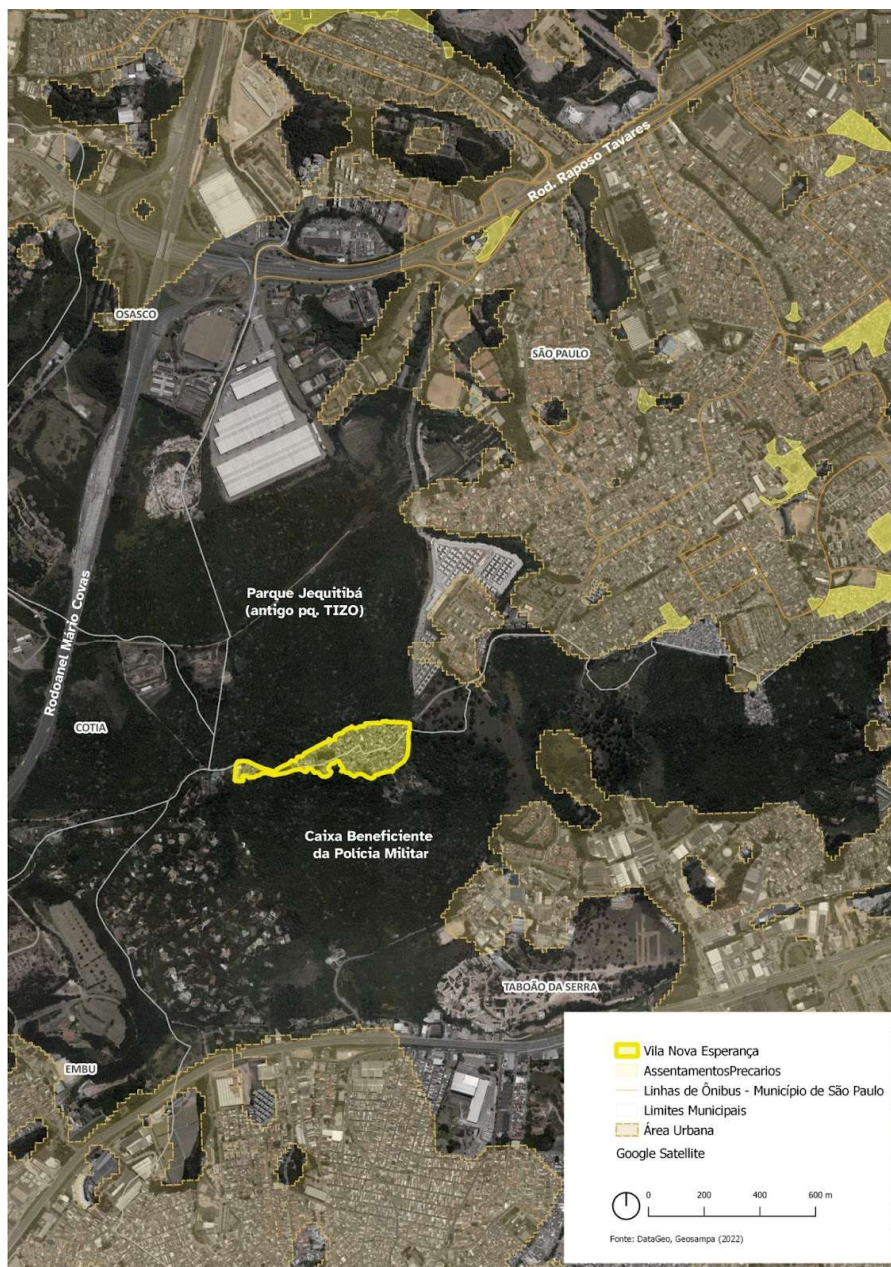 Rod. Raposo Tavares
OSASCO
SÃO PAULO
Rodoanel Mário Covas
Parque Jequitibá
(antigo pq. TIZO)
COTIA
Caixa Beneficiente
da Polícia Militar
TABOÃO DA SERRA
EMBU
Vila Nova Esperança
AssentamentosPrecarios
Linhas de Ônibus - Município de São Paulo
Limites Municipais
Área Urbana
Google Satellite
0 200 400 600 m
Fonte: DataGeo, Geosampa (2022)